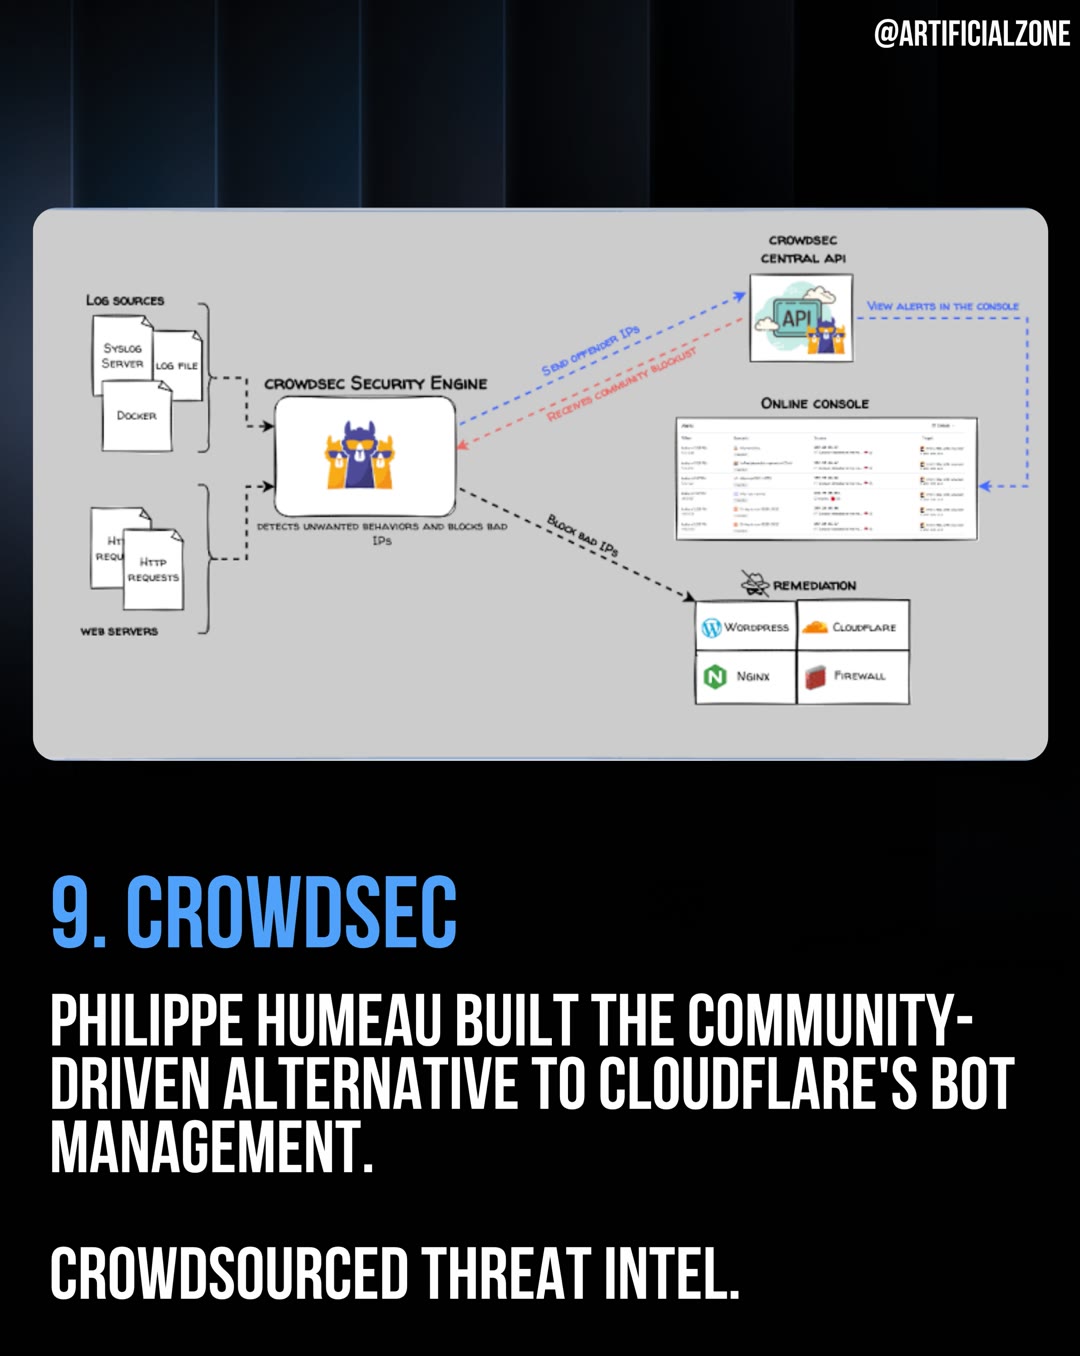 @ARTIFICIALZONE
CROWDSEC
CENTRAL API
API
VIEW ALERTS IN THE CONSOLE
LOG SOURCES
SYSLOG
SERVER
LOG FILE
DOCKER
SEND OFFENDER IPS
RECEIVES COMMUNITY BLOCKLIST
CROWDSEC SECURITY ENGINE
ONLINE CONSOLE
DETECTS UNWANTED BEHAVIORS AND BLOCKS BAD
IPS
BLOCK BAD IPS
HTTP
REQUESTS
WEB SERVERS
REMEDIATION
WORDPRESS
CLOUDFLARE
NGINX
FIREWALL
9. CROWDSEC
PHILIPPE HUMEAU BUILT THE COMMUNITY-
DRIVEN ALTERNATIVE TO CLOUDFLARE'S BOT
MANAGEMENT.
CROWDSOURCED THREAT INTEL.